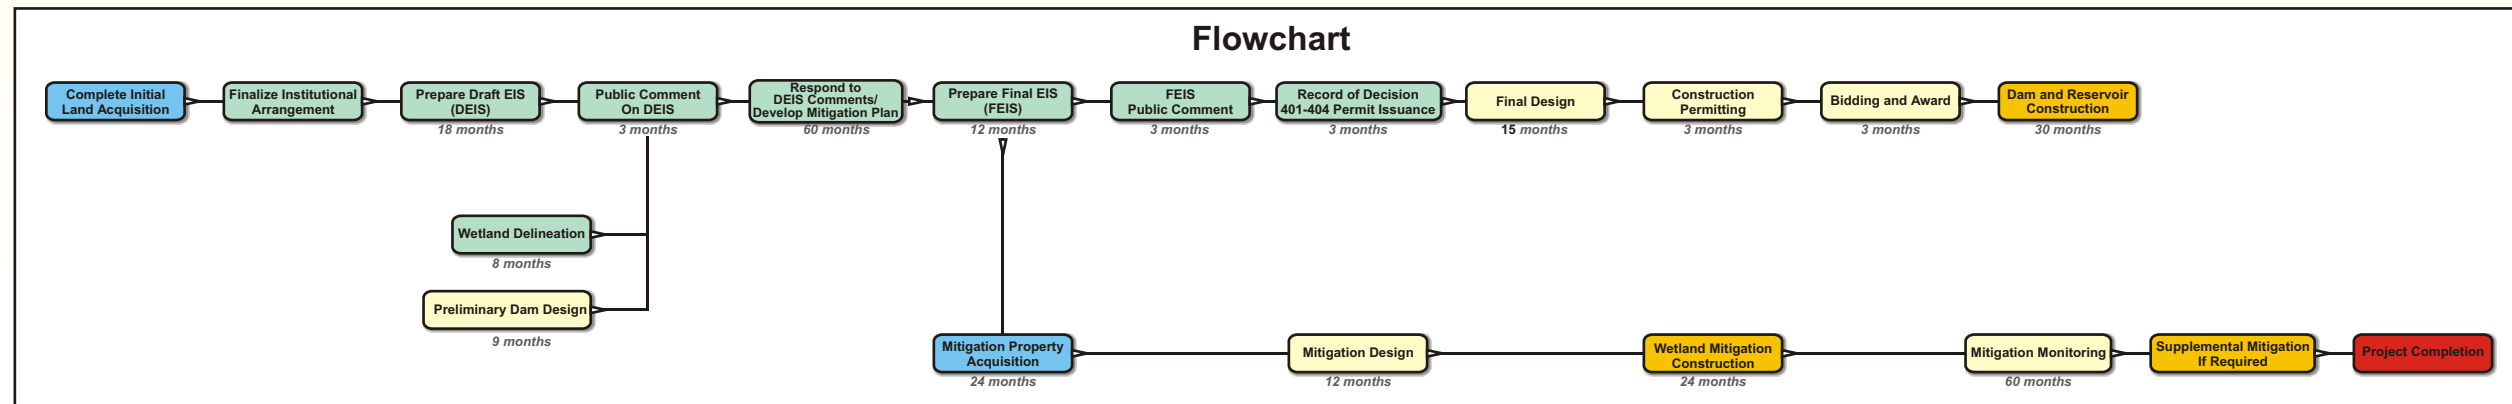 Flowchart
Complete Initial
Land Acquisition
Finalize Institutional
Arrangement
Prepare Draft EIS
(DEIS)
18 months
Public Comment
On DEIS
3 months
Respond to
DEIS Comments/
Develop Mitigation Plan
60 months
Prepare Final EIS
(FEIS)
12 months
FEIS
Public Comment
3 months
Record of Decision
401-404 Permit Issuance
3 months
Final Design
15 months
Construction
Permitting
3 months
Bidding and Award
3 months
Dam and Reservoir
Construction
30 months
Wetland Delineation
8 months
Preliminary Dam Design
9 months
Mitigation Property
Acquisition
24 months
Mitigation Design
12 months
Wetland Mitigation
Construction
24 months
Mitigation Monitoring
60 months
Supplemental Mitigation
If Required
Project Completion